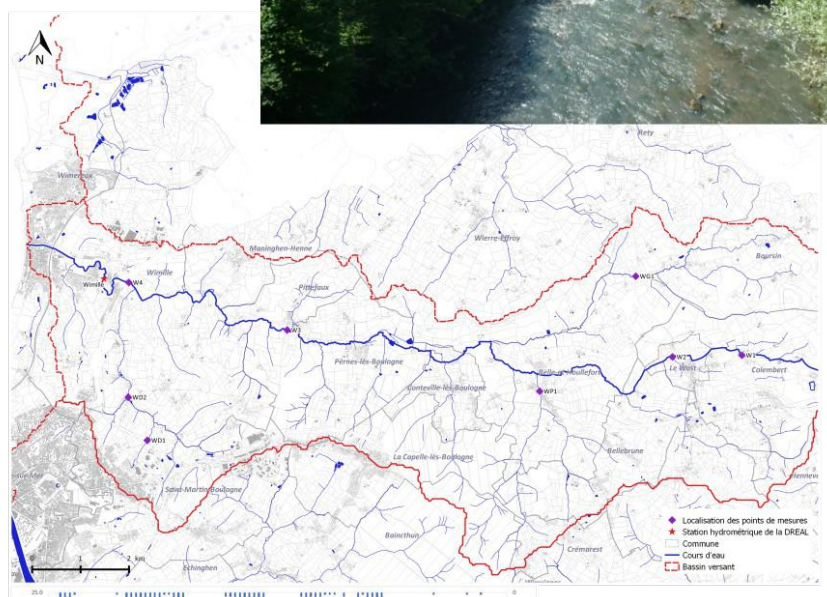 N
Rety
Wimereux
Wierre-Effroy
Maninghen-Henne
Boursin
Wimille
WG1
W4
Wimille
Pittefaux
W3
Pernes-lès-Boulogne
W2
W1
Le Wast
Colembert
Conteville-lès-Boulogne
WP1
WD2
WD1
Bellebrune
La Capelle-lès-Boulogne
Saint-Martin-Boulogne
Baincthun
Crémarest
Echinghen
0 1 2 km
Localisation des points de mesures
Station hydrométrique de la DREAL
Commune
Cours d'eau
Bassin versant
25.0
0